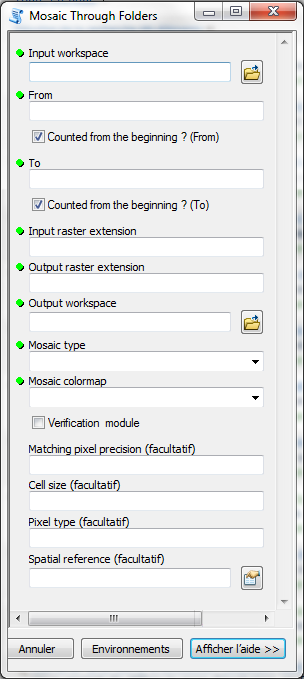 Mosaic Through Folders
Input workspace
From
Counted from the beginning ? (From)
To
Counted from the beginning ? (To)
Input raster extension
Output raster extension
Output workspace
Mosaic type
Mosaic colormap
Verification module
Matching pixel precision (facultatif)
Cell size (facultatif)
Pixel type (facultatif)
Spatial reference (facultatif)
Annuler
Environnements
Afficher l'aide >>